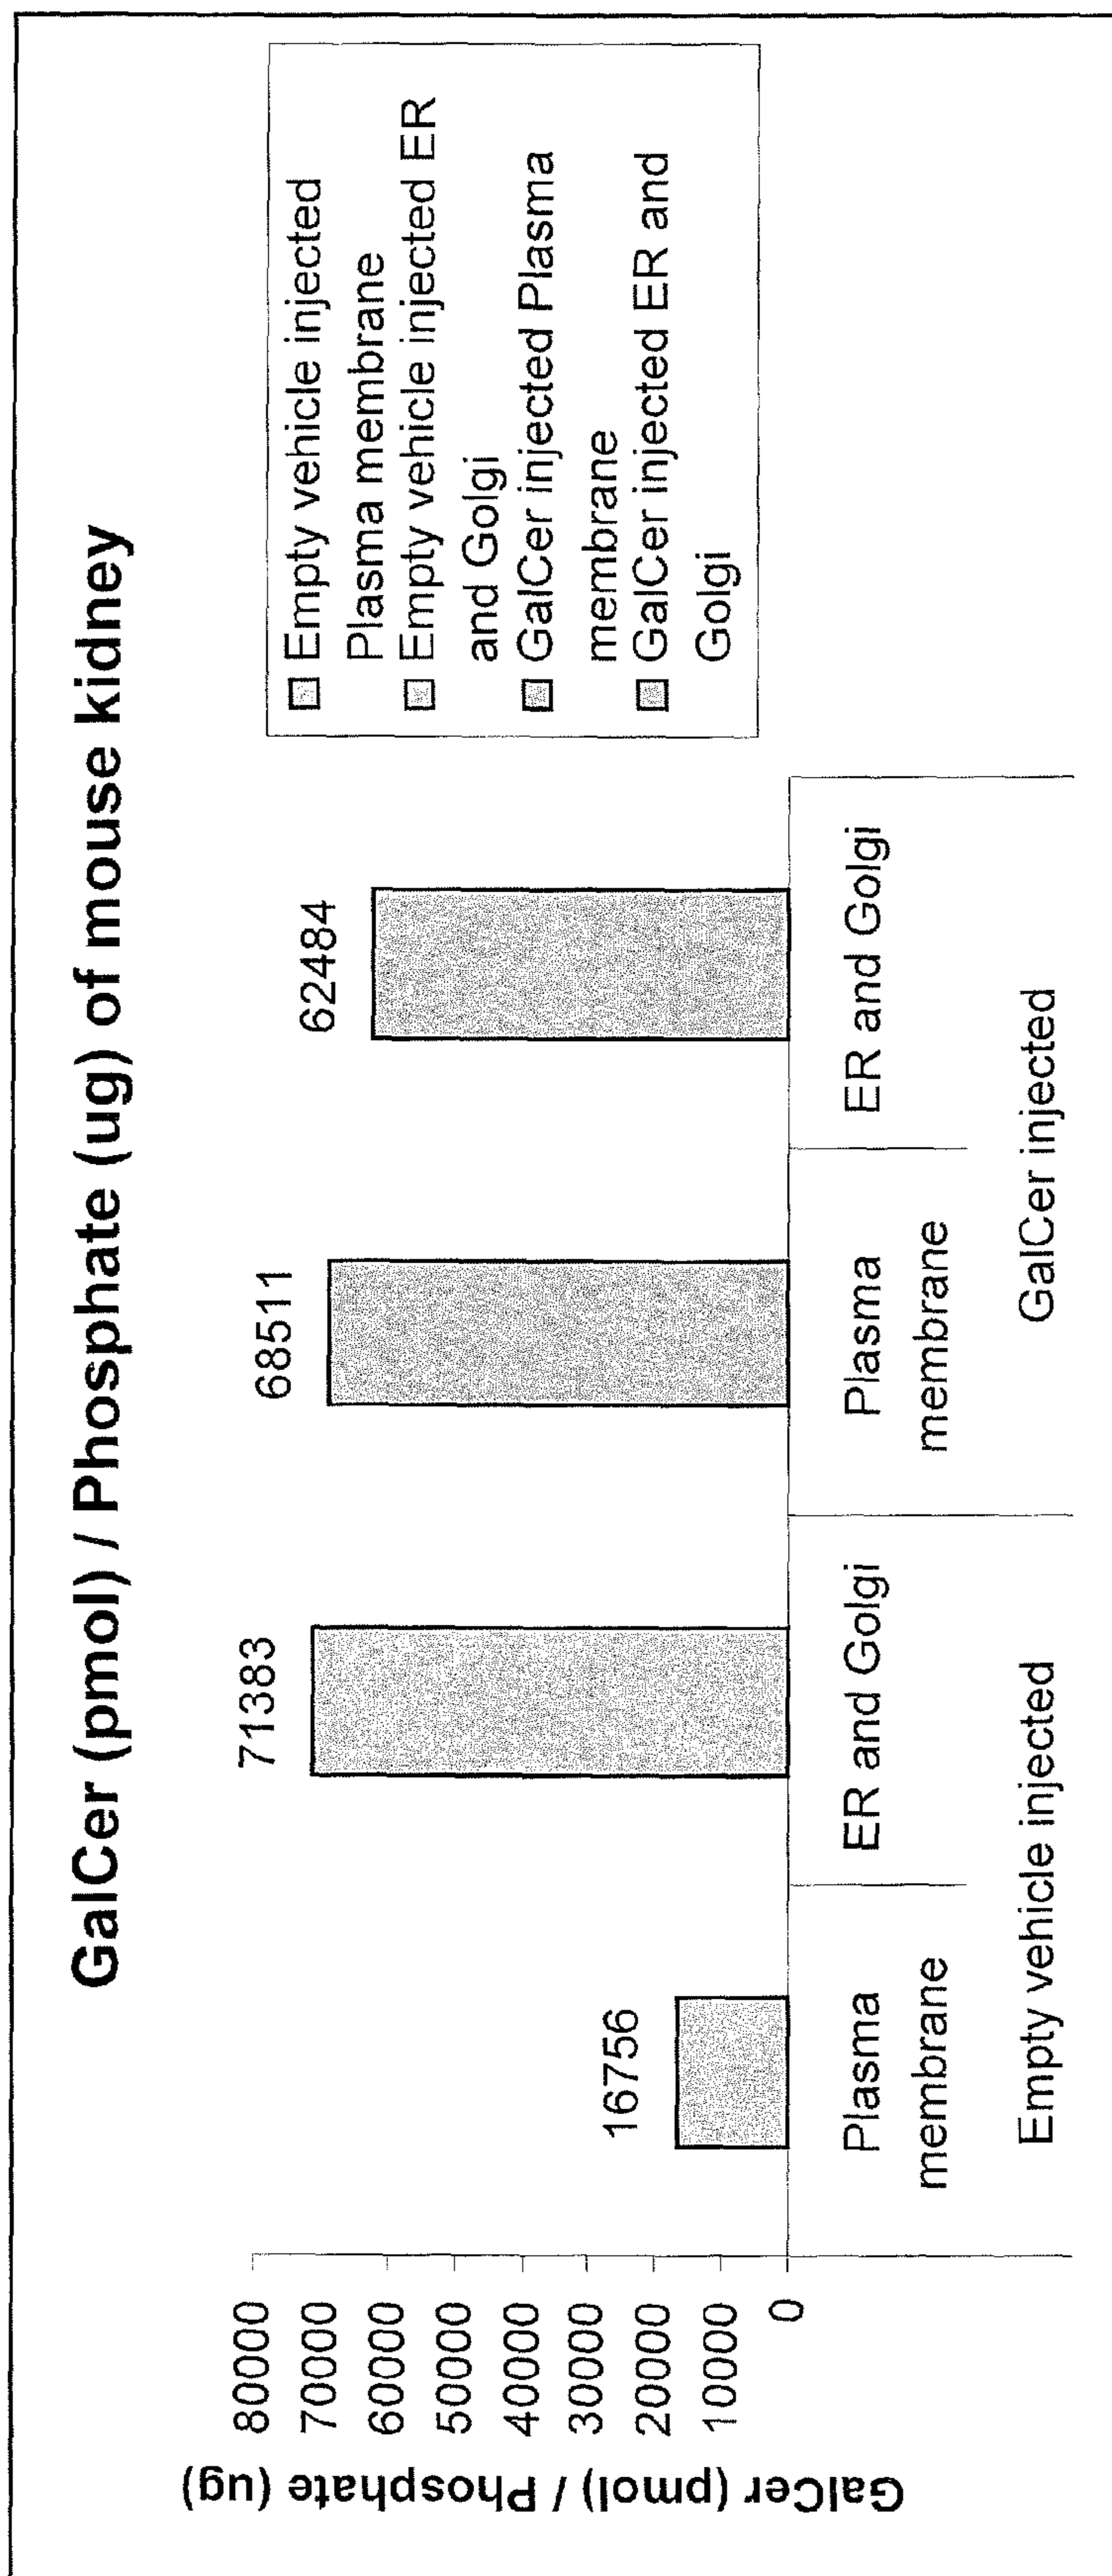 GalCer (pmol) / Phosphate (ug) of mouse kidney
GalCer (pmol) / Phosphate (ug)
80000
70000
60000
50000
40000
30000
20000
10000
0
16756
71383
68511
62484
Plasma
membrane
ER and Golgi
Plasma
membrane
ER and Golgi
Empty vehicle injected
GalCer injected
Empty vehicle injected
Plasma membrane
Empty vehicle injected ER
and Golgi
GalCer injected Plasma
membrane
GalCer injected ER and
Golgi